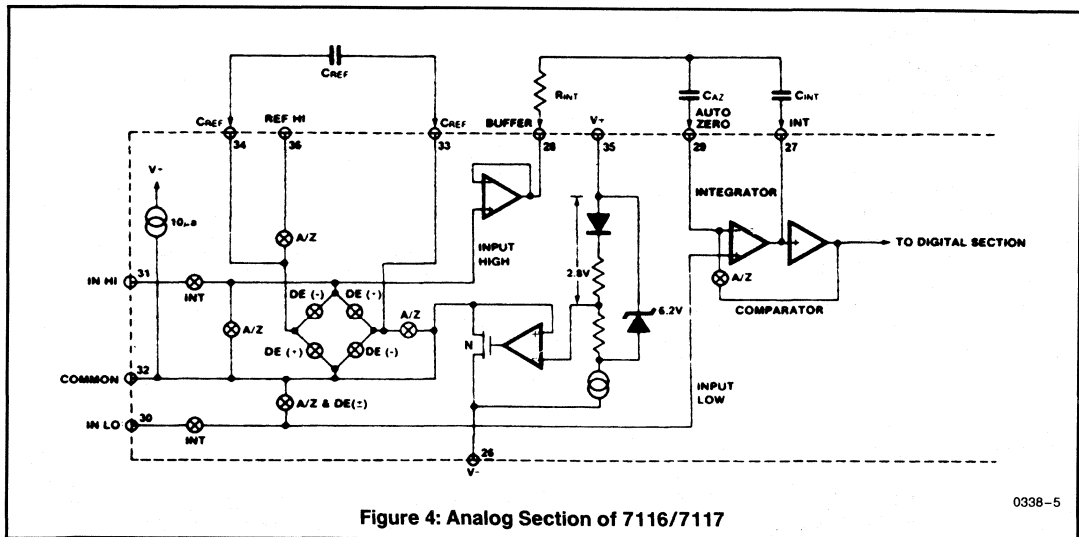 CREF
RINT
CAZ
CINT
CREF
REF HI
CREF
BUFFER
V+
AUTO
ZERO
INT
34
36
33
28
35
29
27
V-
10μa
A/Z
INTEGRATOR
TO DIGITAL SECTION
INPUT
HIGH
2.8V
IN HI
31
INT
DE (-)
DE (+)
A/Z
A/Z
A/Z
COMPARATOR
6.2V
N
DE (+)
DE (-)
COMMON
32
A/Z & DE(±)
INPUT
LOW
IN LO
30
INT
26
V-
0338–5
Figure 4: Analog Section of 7116/7117